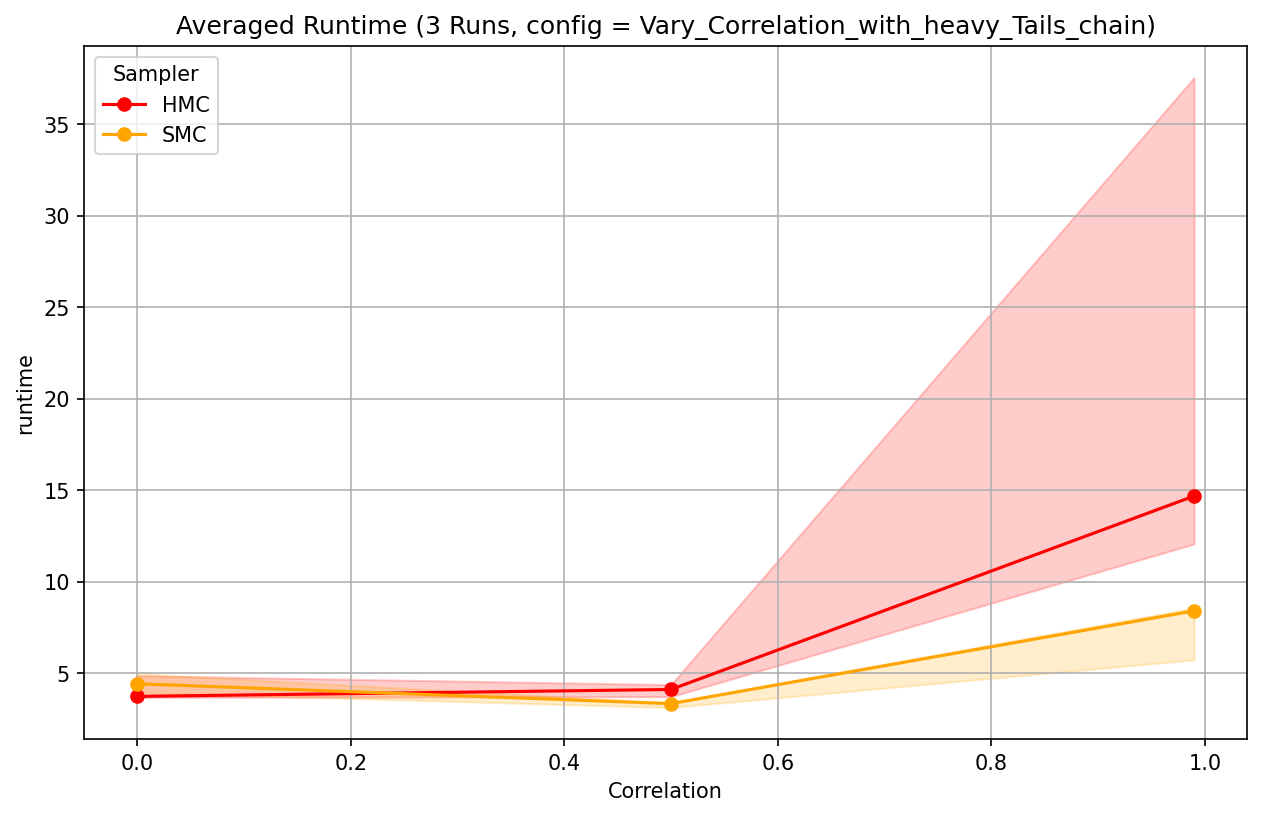 Averaged Runtime (3 Runs, config = Vary_Correlation_with_heavy_Tails_chain)
Sampler
HMC
SMC
35
30
25
20
15
10
5
runtime
0.0 0.2 0.4 0.6 0.8 1.0
Correlation